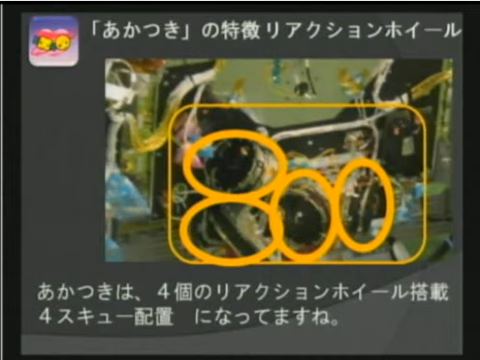 「あかつき」の特徴リアクションホイール
あかつきは、４個のリアクションホイール搭載
４スキュー配置　になってますね。